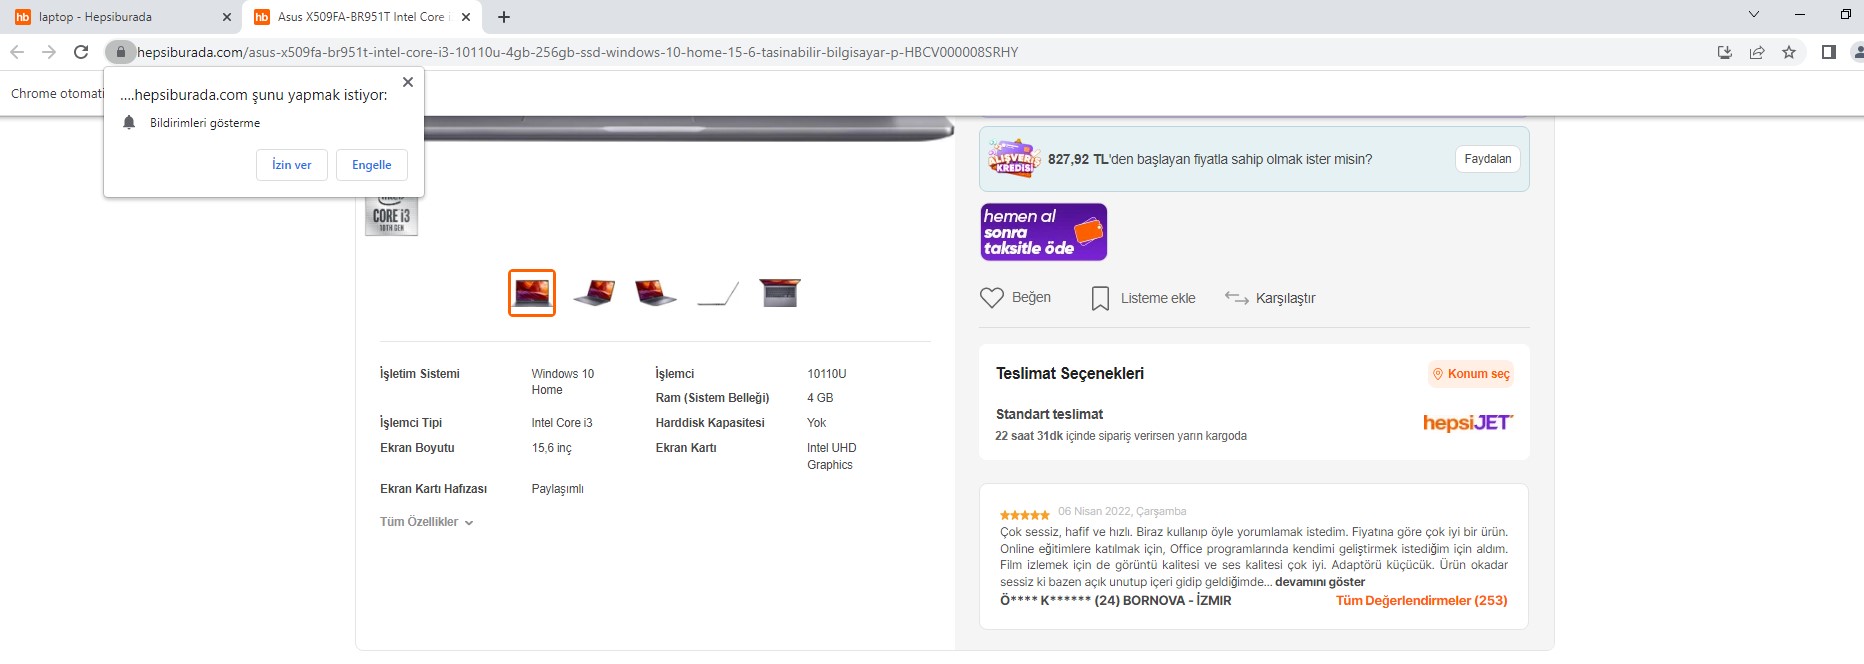 laptop - Hepsiburada
Asus X509FA-BR951T Intel Core i
hepsiburada.com/asus-x509fa-br951t-intel-core-i3-10110u-4gb-256gb-ssd-windows-10-home-15-6-tasinabilir-bilgisayar-p-HBCV000008SRHY
Chrome otomati
....hepsiburada.com şunu yapmak istiyor:
Bildirimleri gösterme
İzin ver
Engelle
CORE i3
10TH GEN
ALIŞVERİŞ
KREDİSİ
827,92 TL'den başlayan fiyatla sahip olmak ister misin?
Faydalan
hemen al
sonra
taksitle öde
Beğen
Listeme ekle
Karşılaştır
İşletim Sistemi
Windows 10
Home
İşlemci
10110U
Ram (Sistem Belleği)
4 GB
İşlemci Tipi
Intel Core i3
Harddisk Kapasitesi
Yok
Ekran Boyutu
15,6 inç
Ekran Kartı
Intel UHD
Graphics
Ekran Kartı Hafızası
Paylaşımlı
Tüm Özellikler
Teslimat Seçenekleri
Konum seç
Standart teslimat
22 saat 31dk içinde sipariş verirsen yarın kargoda
hepsiJET
06 Nisan 2022, Çarşamba
Çok sessiz, hafif ve hızlı. Biraz kullanıp öyle yorumlamak istedim. Fiyatına göre çok iyi bir ürün.
Online eğitimlere katılmak için, Office programlarında kendimi geliştirmek istediğim için aldım.
Film izlemek için de görüntü kalitesi ve ses kalitesi çok iyi. Adaptörü küçücük. Ürün okadar
sessiz ki bazen açık unutup içeri gidip geldiğimde... devamını göster
Ö**** K****** (24) BORNOVA - İZMIR
Tüm Değerlendirmeler (253)